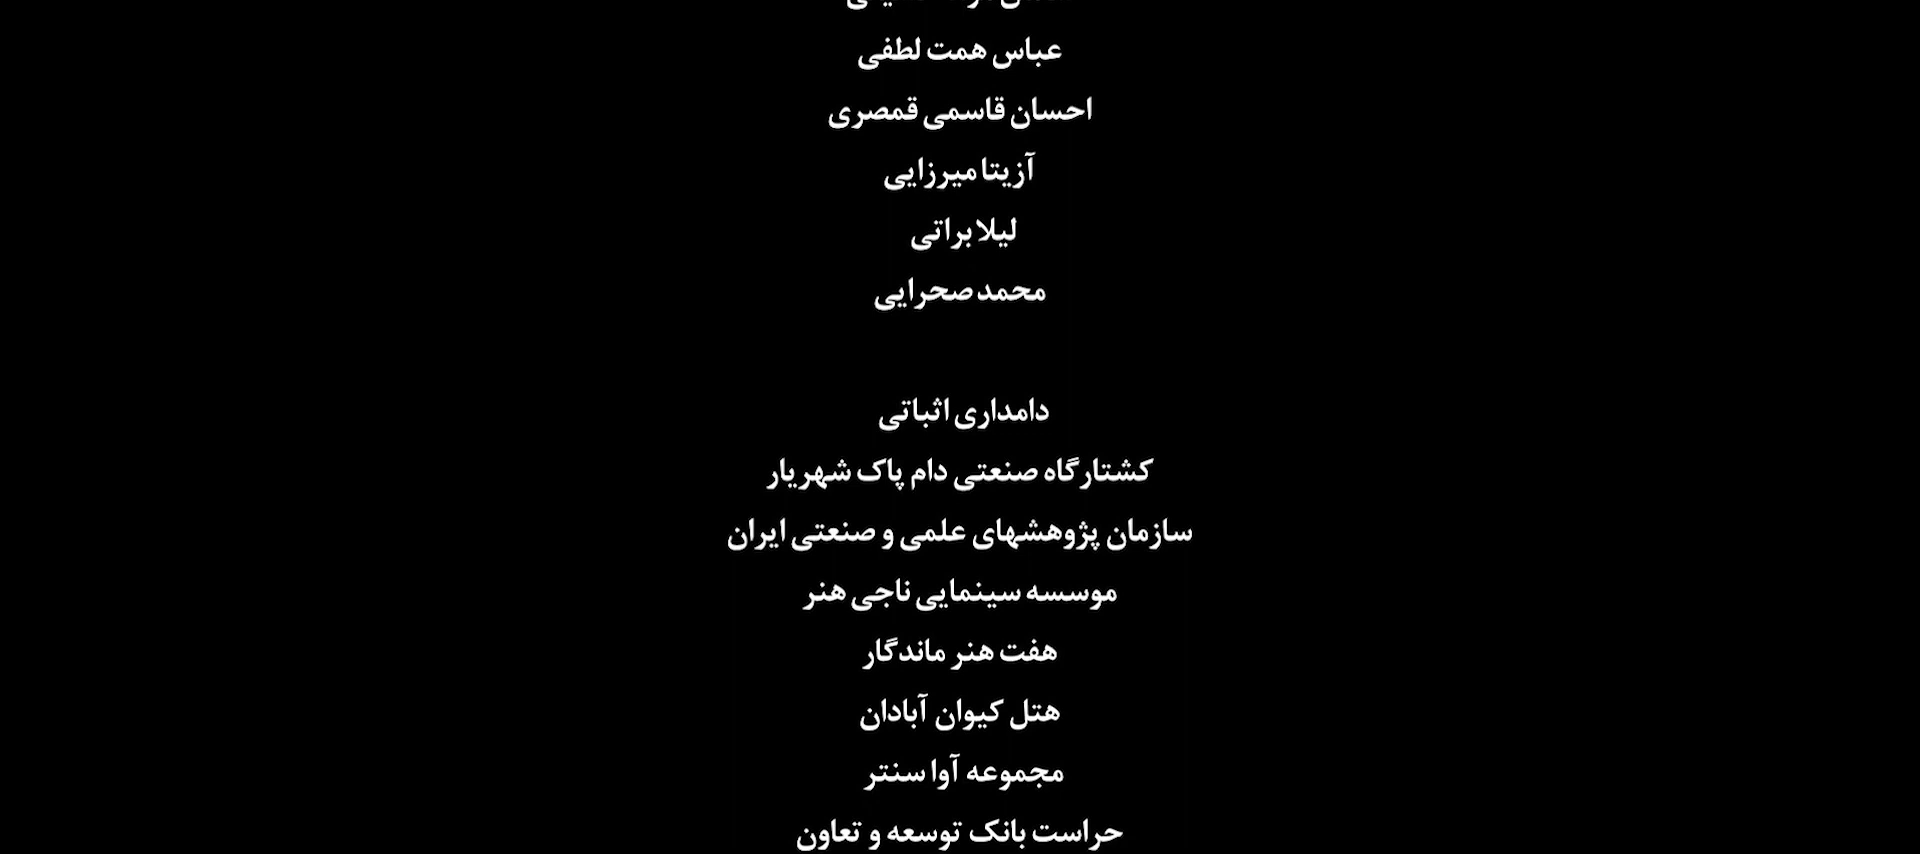 عباس همت لطفی
احسان قاسمی قمصری
آزیتا میرزایی
لیلا براتی
محمد صحرایی
دامداری اثباتی
کشتارگاه صنعتی دام پاک شهریار
سازمان پژوهشهای علمی و صنعتی ایران
موسسه سینمایی ناجی هنر
هفت هنر ماندگار
هتل کیوان آبادان
مجموعه آوا سنتر
حراست بانک توسعه و تعاون